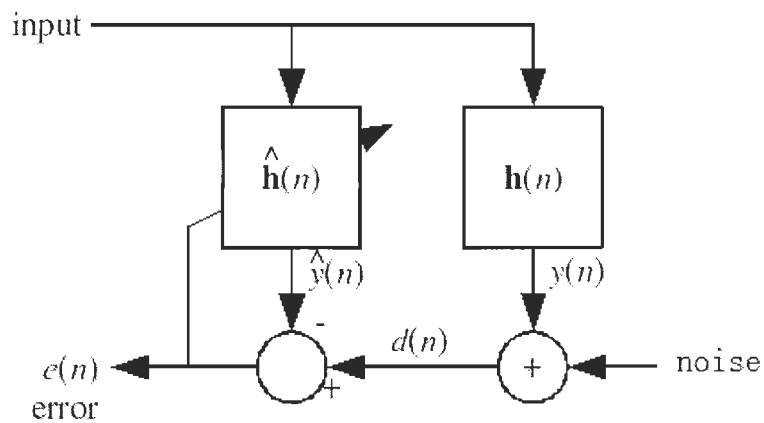 input
ĥ(n)
h(n)
ŷ(n)
y(n)
-
+
d(n)
+
noise
e(n)
error